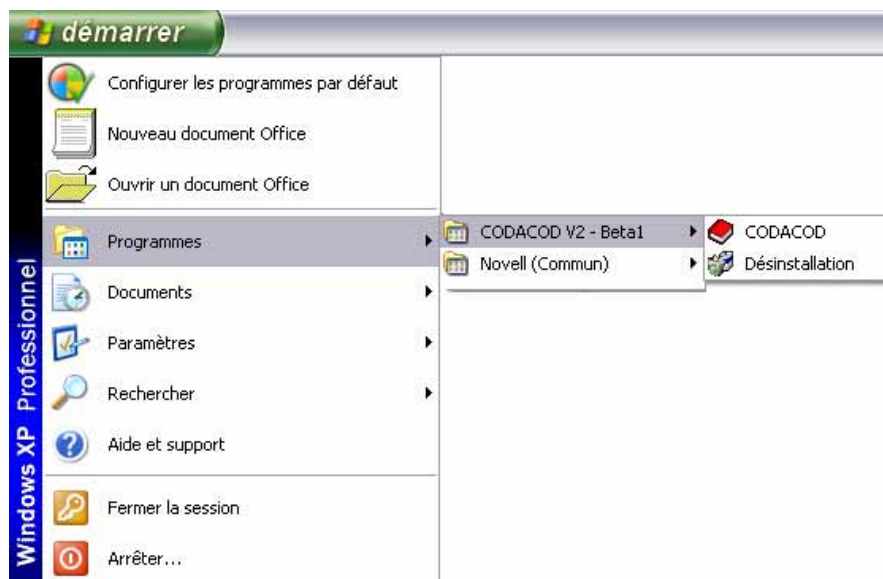 démarrer
Configurer les programmes par défaut
Nouveau document Office
Ouvrir un document Office
Programmes
Documents
Paramètres
Rechercher
Aide et support
Fermer la session
Arrêter...
CODACOD V2 - Beta1
Novell (Commun)
CODACOD
Désinstallation
Windows XP Professionnel